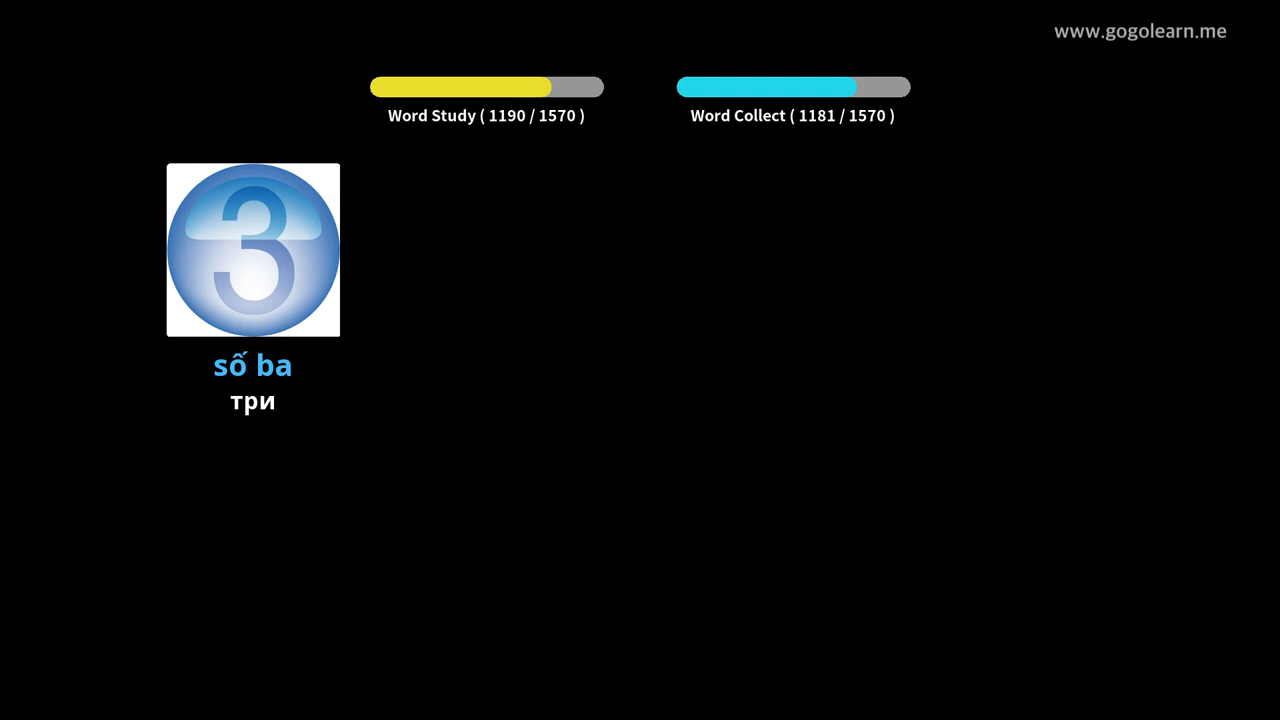 www.gogolearn.me
Word Study ( 1190 / 1570 )
Word Collect ( 1181 / 1570 )
3
số ba
три